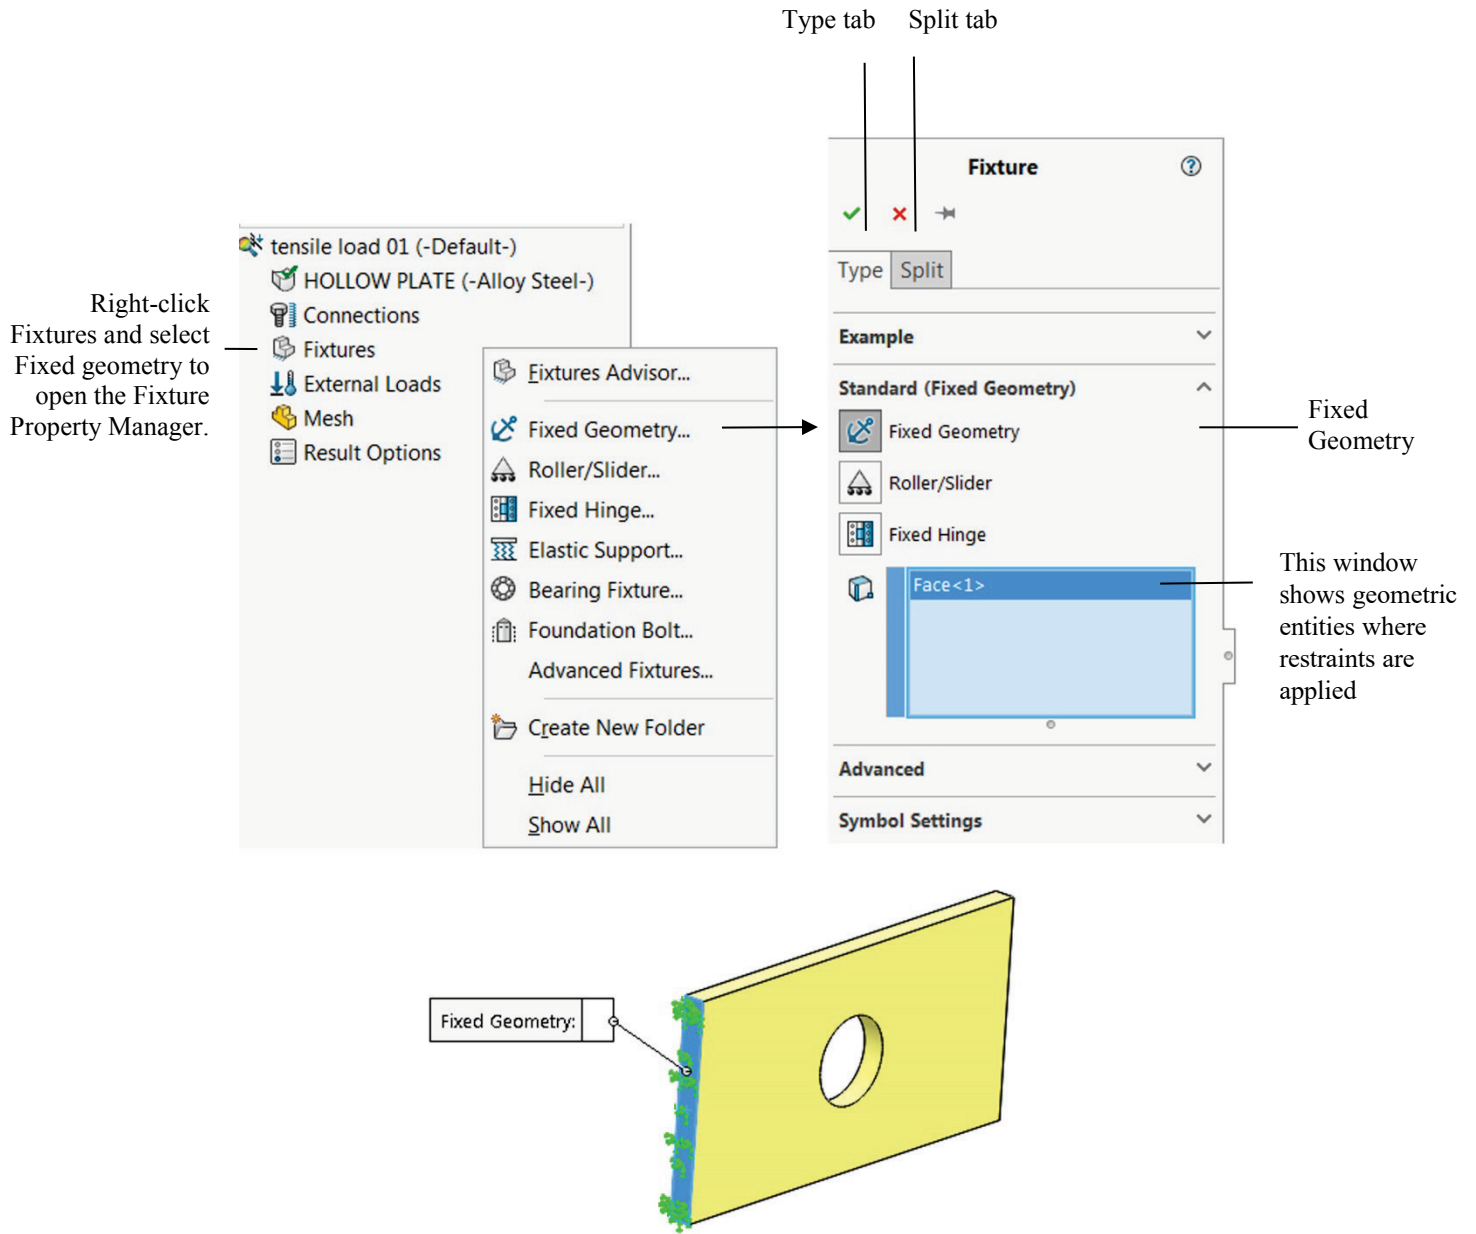 Type tab
Split tab
Fixture
Type
Split
Example
Standard (Fixed Geometry)
Fixed Geometry
Roller/Slider
Fixed Hinge
Face<1>
Advanced
Symbol Settings
Fixed
Geometry
This window
shows geometric
entities where
restraints are
applied
Right-click
Fixtures and select
Fixed geometry to
open the Fixture
Property Manager.
tensile load 01 (-Default-)
HOLLOW PLATE (-Alloy Steel-)
Connections
Fixtures
External Loads
Mesh
Result Options
Fixtures Advisor...
Fixed Geometry...
Roller/Slider...
Fixed Hinge...
Elastic Support...
Bearing Fixture...
Foundation Bolt...
Advanced Fixtures...
Create New Folder
Hide All
Show All
Fixed Geometry: